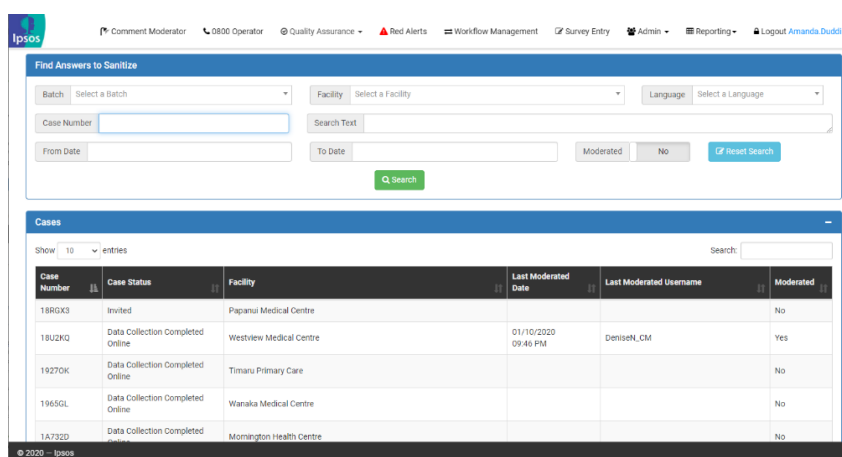 Ipsos
Comment Moderator 0800 Operator Quality Assurance Red Alerts Workflow Management Survey Entry Admin Reporting Logout Amanda.Duddi
Find Answers to Sanitize
Batch Select a Batch Facility Select a Facility Language Select a Language
Case Number Search Text
From Date To Date Moderated No Reset Search
Search
Cases
Show 10 entries Search:
Case Number Case Status Facility Last Moderated Date Last Moderated Username Moderated
18RGX3 Invited Papanui Medical Centre No
18U2KQ Data Collection Completed Online Westview Medical Centre 01/10/2020 09:46 PM DeniseN_CM Yes
1927OK Data Collection Completed Online Timaru Primary Care No
1965GL Data Collection Completed Online Wanaka Medical Centre No
1A732D Data Collection Completed Online Mornington Health Centre No
© 2020 — Ipsos